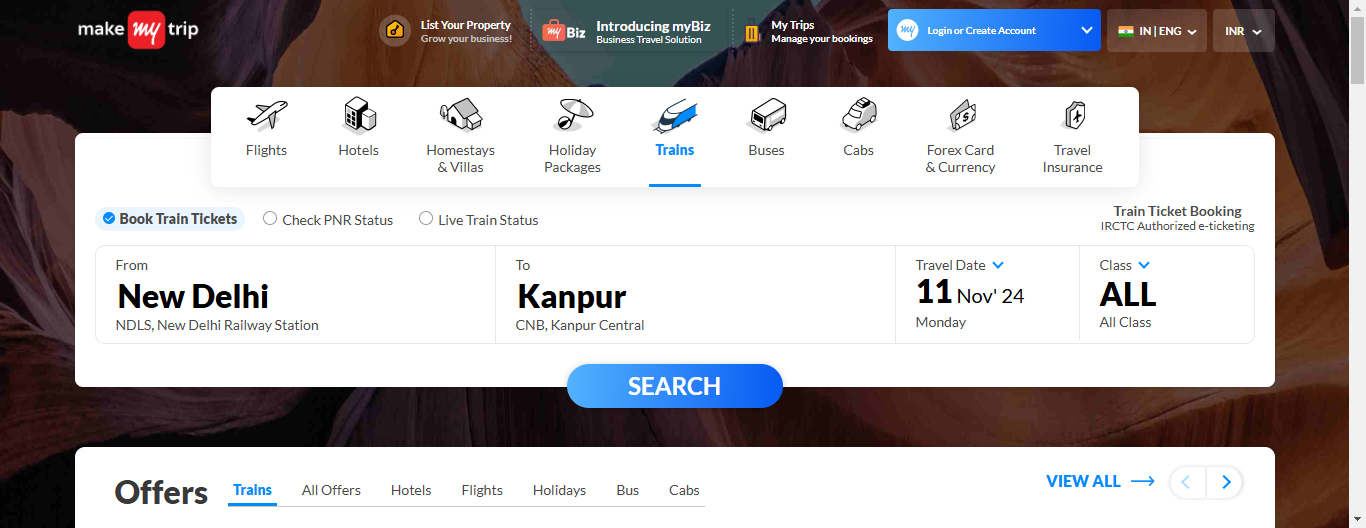 make my trip
List Your Property
Grow your business!
my Biz
Introducing myBiz
Business Travel Solution
My Trips
Manage your bookings
my
Login or Create Account
IN | ENG
INR
Flights
Hotels
Homestays
& Villas
Holiday
Packages
Trains
Buses
Cabs
Forex Card
& Currency
Travel
Insurance
Book Train Tickets
Check PNR Status
Live Train Status
Train Ticket Booking
IRCTC Authorized e-ticketing
From
New Delhi
NDLS, New Delhi Railway Station
To
Kanpur
CNB, Kanpur Central
Travel Date
11 Nov' 24
Monday
Class
ALL
All Class
SEARCH
Offers
Trains
All Offers
Hotels
Flights
Holidays
Bus
Cabs
VIEW ALL